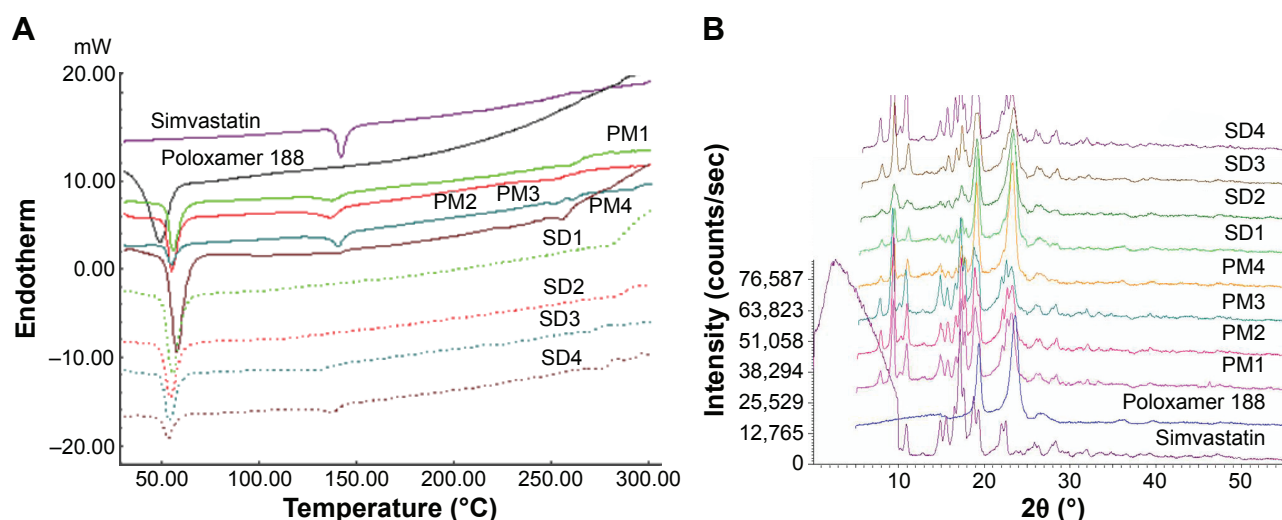 A
mW
20.00
10.00
0.00
–10.00
–20.00
Endotherm
Simvastatin
Poloxamer 188
PM1
PM2
PM3
PM4
SD1
SD2
SD3
SD4
50.00 100.00 150.00 200.00 250.00 300.00
Temperature (°C)
B
Intensity (counts/sec)
76,587
63,823
51,058
38,294
25,529
12,765
0
SD4
SD3
SD2
SD1
PM4
PM3
PM2
PM1
Poloxamer 188
Simvastatin
10 20 30 40 50
2θ (°)